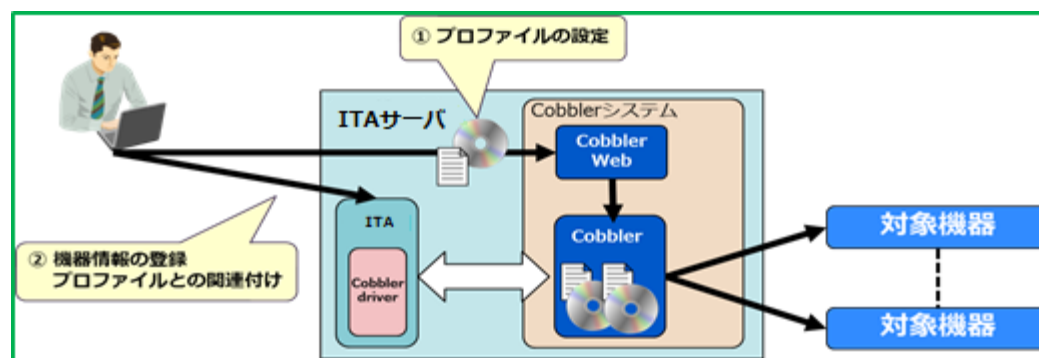 ① プロファイルの設定
ITAサーバ
Cobblerシステム
Cobbler
Web
ITA
Cobbler
driver
Cobbler
② 機器情報の登録
プロファイルとの関連付け
対象機器
対象機器